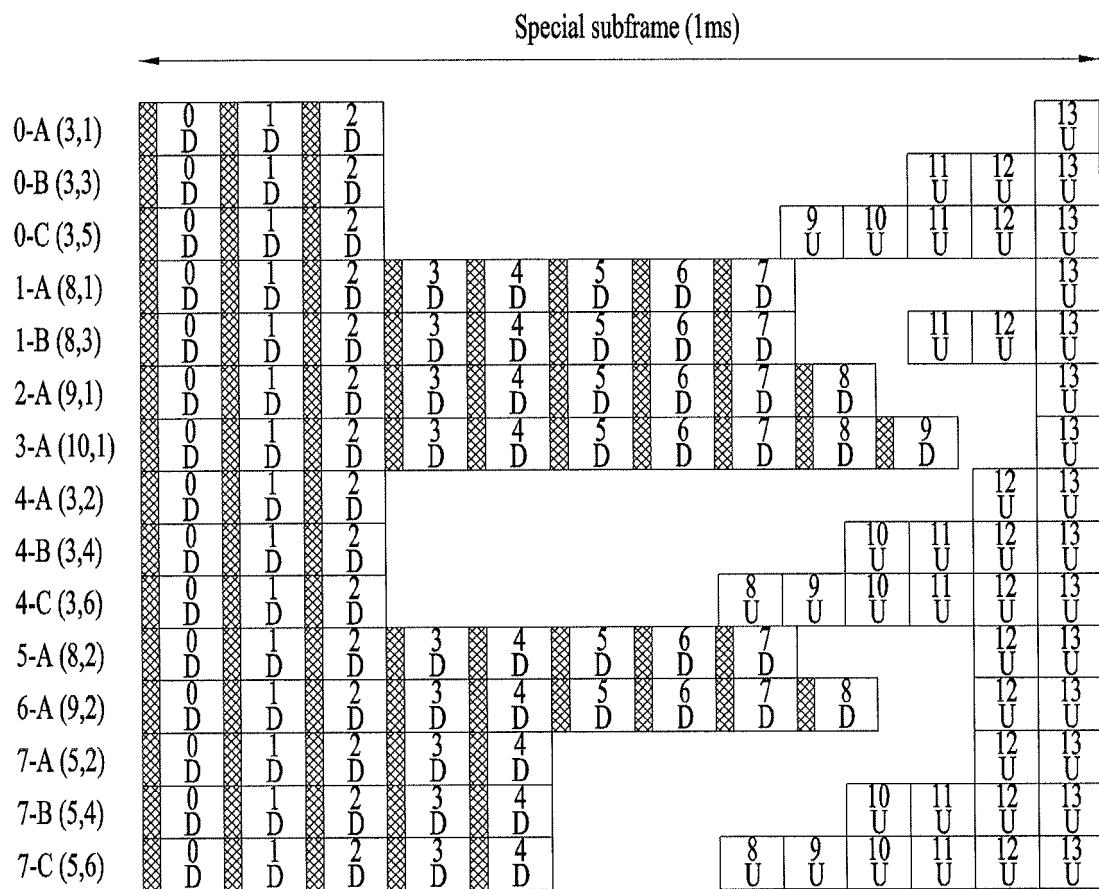 Special subframe (1ms)
0-A (3,1)
0 1 2 13
D D D U
0-B (3,3)
0 1 2 11 12 13
D D D U U U
0-C (3,5)
0 1 2 9 10 11 12 13
D D D U U U U U
1-A (8,1)
0 1 2 3 4 5 6 7 13
D D D D D D D D U
1-B (8,3)
0 1 2 3 4 5 6 7 11 12 13
D D D D D D D D U U U
2-A (9,1)
0 1 2 3 4 5 6 7 8 13
D D D D D D D D D U
3-A (10,1)
0 1 2 3 4 5 6 7 8 9 13
D D D D D D D D D D U
4-A (3,2)
0 1 2 12 13
D D D U U
4-B (3,4)
0 1 2 10 11 12 13
D D D U U U U
4-C (3,6)
0 1 2 8 9 10 11 12 13
D D D U U U U U U
5-A (8,2)
0 1 2 3 4 5 6 7 12 13
D D D D D D D D U U
6-A (9,2)
0 1 2 3 4 5 6 7 8 12 13
D D D D D D D D D U U
7-A (5,2)
0 1 2 3 4 12 13
D D D D D U U
7-B (5,4)
0 1 2 3 4 10 11 12 13
D D D D D U U U U
7-C (5,6)
0 1 2 3 4 8 9 10 11 12 13
D D D D D U U U U U U